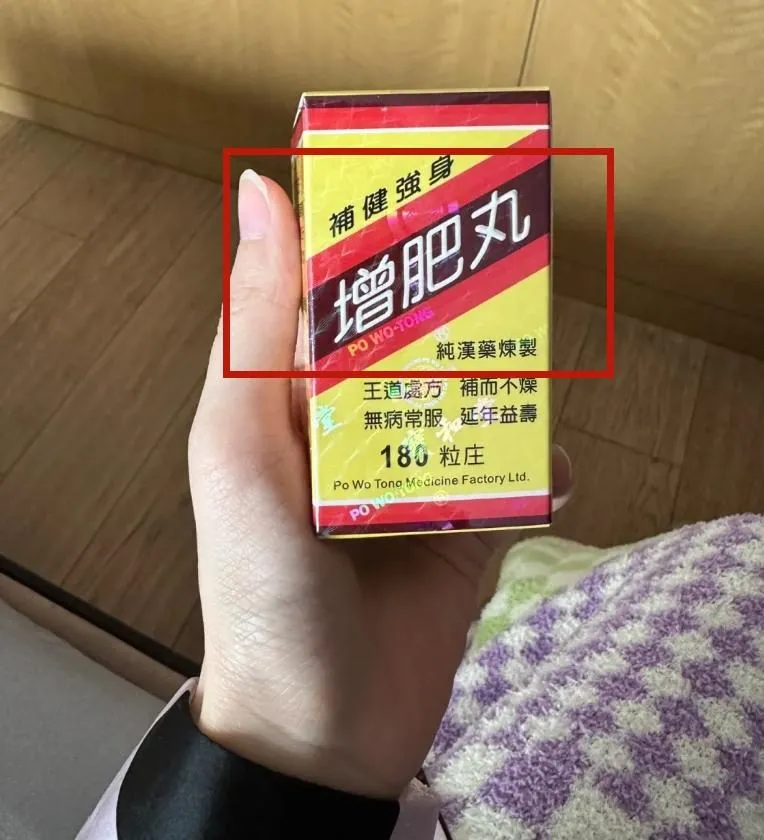 補健強身
增肥丸
PO WO-TONG
純漢藥煉製
王道處方 補而不燥
無病常服 延年益壽
180 粒庄
Po Wo Tong Medicine Factory Ltd.
PO WO-TONG